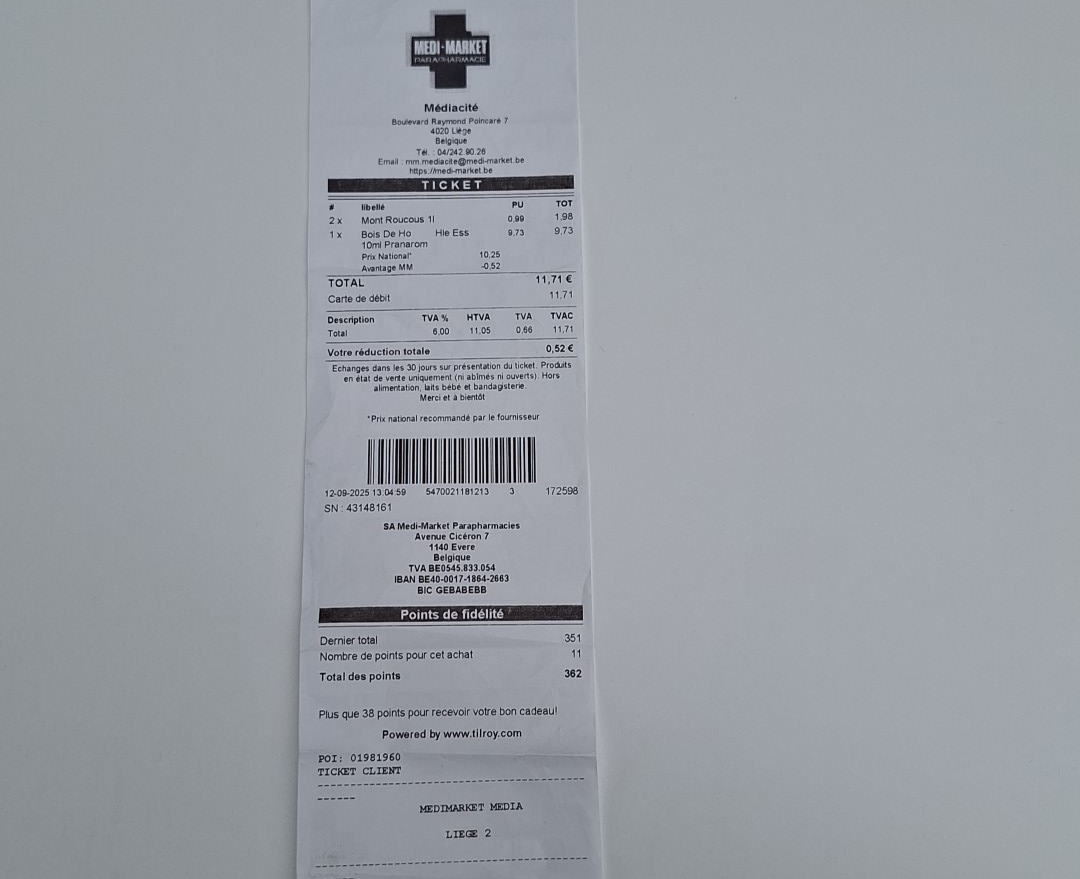 MEDI-MARKET
PARAPHARMACIE
Médiacité
Boulevard Raymond Poincaré 7
4020 Liège
Belgique
Tél. : 04/242.90.26
Email : mm.mediacite@medi-market.be
https://medi-market.be
TICKET
# libellé PU TOT
2 x Mont Roucous 1l 0,99 1,98
1 x Bois De Ho Hle Ess 9,73 9,73
10ml Pranarom
Prix National* 10,25
Avantage MM -0,52
TOTAL 11,71 €
Carte de débit 11,71
Description TVA % HTVA TVA TVAC
Total 6,00 11,05 0,66 11,71
Votre réduction totale 0,52 €
Echanges dans les 30 jours sur présentation du ticket. Produits
en état de vente uniquement (ni abîmés ni ouverts). Hors
alimentation, laits bébé et bandagisterie.
Merci et à bientôt
*Prix national recommandé par le fournisseur
12-09-2025 13:04:59 5470021181213 3 172598
SN : 43148161
SA Medi-Market Parapharmacies
Avenue Cicéron 7
1140 Evere
Belgique
TVA BE0545.833.054
IBAN BE40-0017-1864-2663
BIC GEBABEBB
Points de fidélité
Dernier total 351
Nombre de points pour cet achat 11
Total des points 362
Plus que 38 points pour recevoir votre bon cadeau!
Powered by www.tilroy.com
POI: 01981960
TICKET CLIENT
MEDIMARKET MEDIA
LIEGE 2